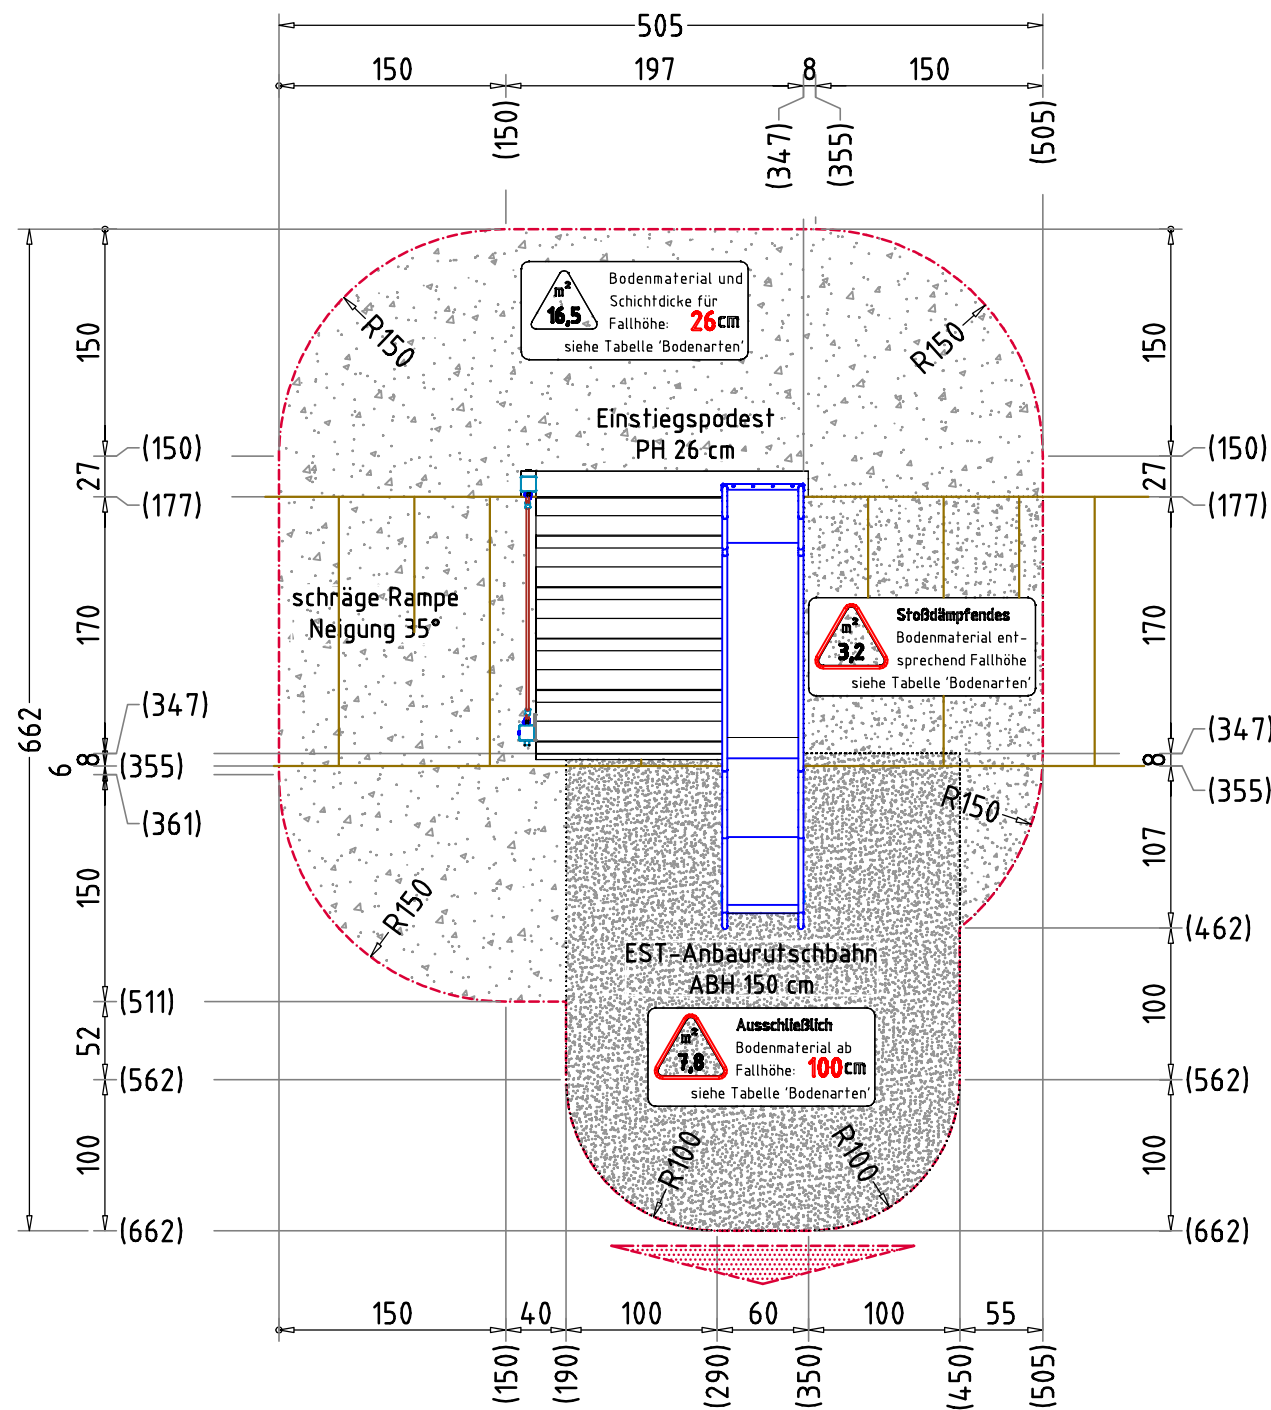 505
150 197 8 150
(150) (347) (355) (505)
Bodenmaterial und
Schichtdicke für
Fallhöhe: 26cm
siehe Tabelle 'Bodenarten'
m²
16,5
R150
R150
Einstiegspodest
PH 26 cm
schräge Rampe
Neigung 35°
Stoßdämpfendes
Bodenmaterial ent-
sprechend Fallhöhe
siehe Tabelle 'Bodenarten'
m²
3,2
R150
R150
EST-Anbaurutschbahn
ABH 150 cm
Ausschließlich
Bodenmaterial ab
Fallhöhe: 100cm
siehe Tabelle 'Bodenarten'
m²
7,8
R100
R100
662
150
27
170
8
6
150
52
100
(150)
(177)
(347)
(355)
(361)
(511)
(562)
(662)
150
27
170
8
107
100
100
(150)
(177)
(347)
(355)
(462)
(562)
(662)
150 40 100 60 100 55
(150) (190) (290) (350) (450) (505)